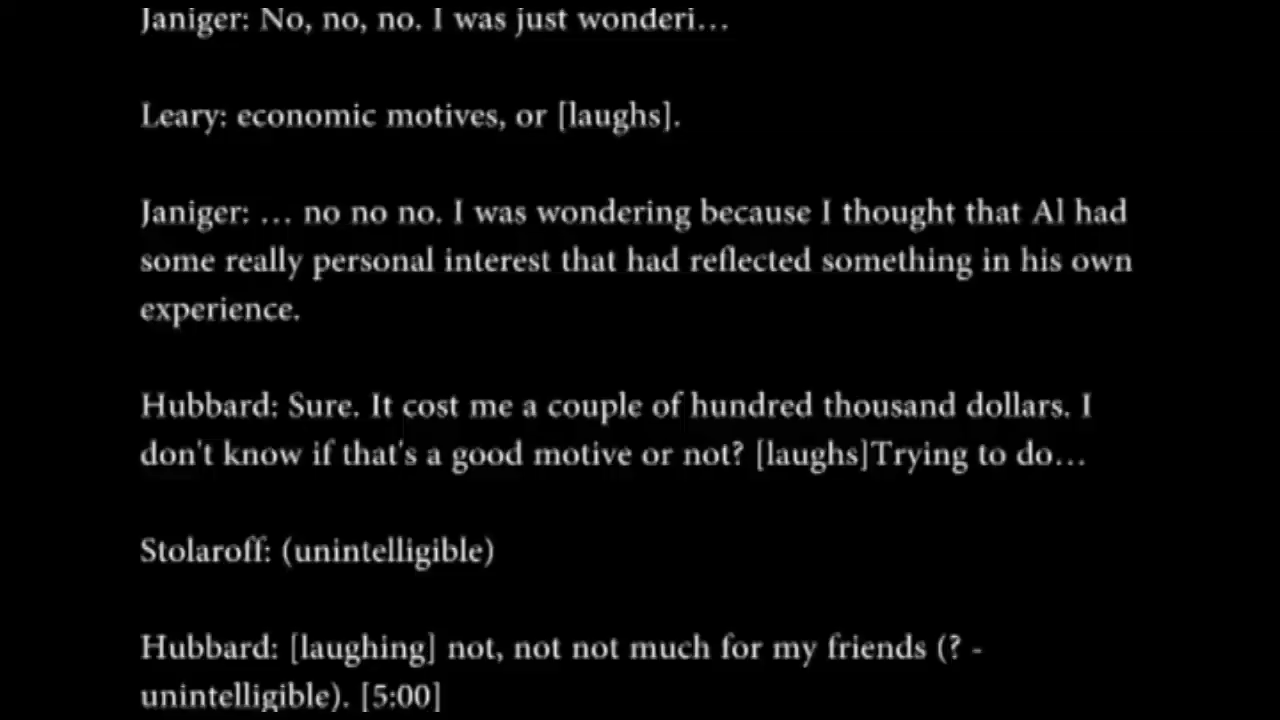 Janiger: No, no, no. I was just wonderi…
Leary: economic motives, or [laughs].
Janiger: … no no no. I was wondering because I thought that Al had
some really personal interest that had reflected something in his own
experience.
Hubbard: Sure. It cost me a couple of hundred thousand dollars. I
don't know if that's a good motive or not? [laughs]Trying to do…
Stolaroff: (unintelligible)
Hubbard: [laughing] not, not not much for my friends (? -
unintelligible). [5:00]